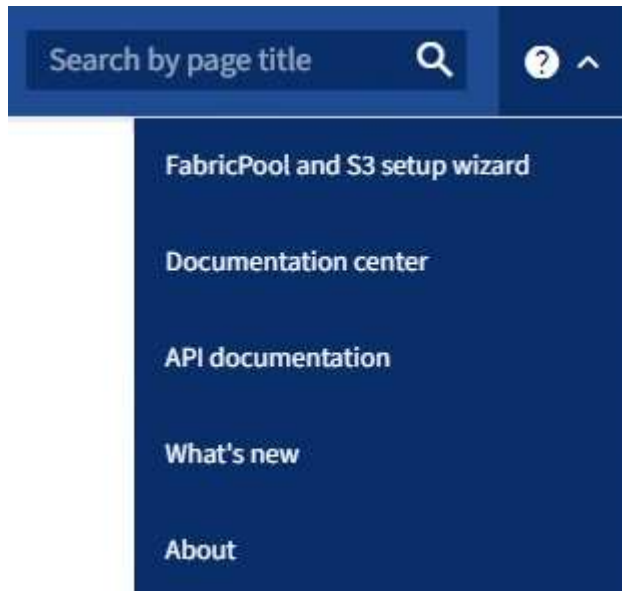 Search by page title
FabricPool and S3 setup wizard
Documentation center
API documentation
What's new
About